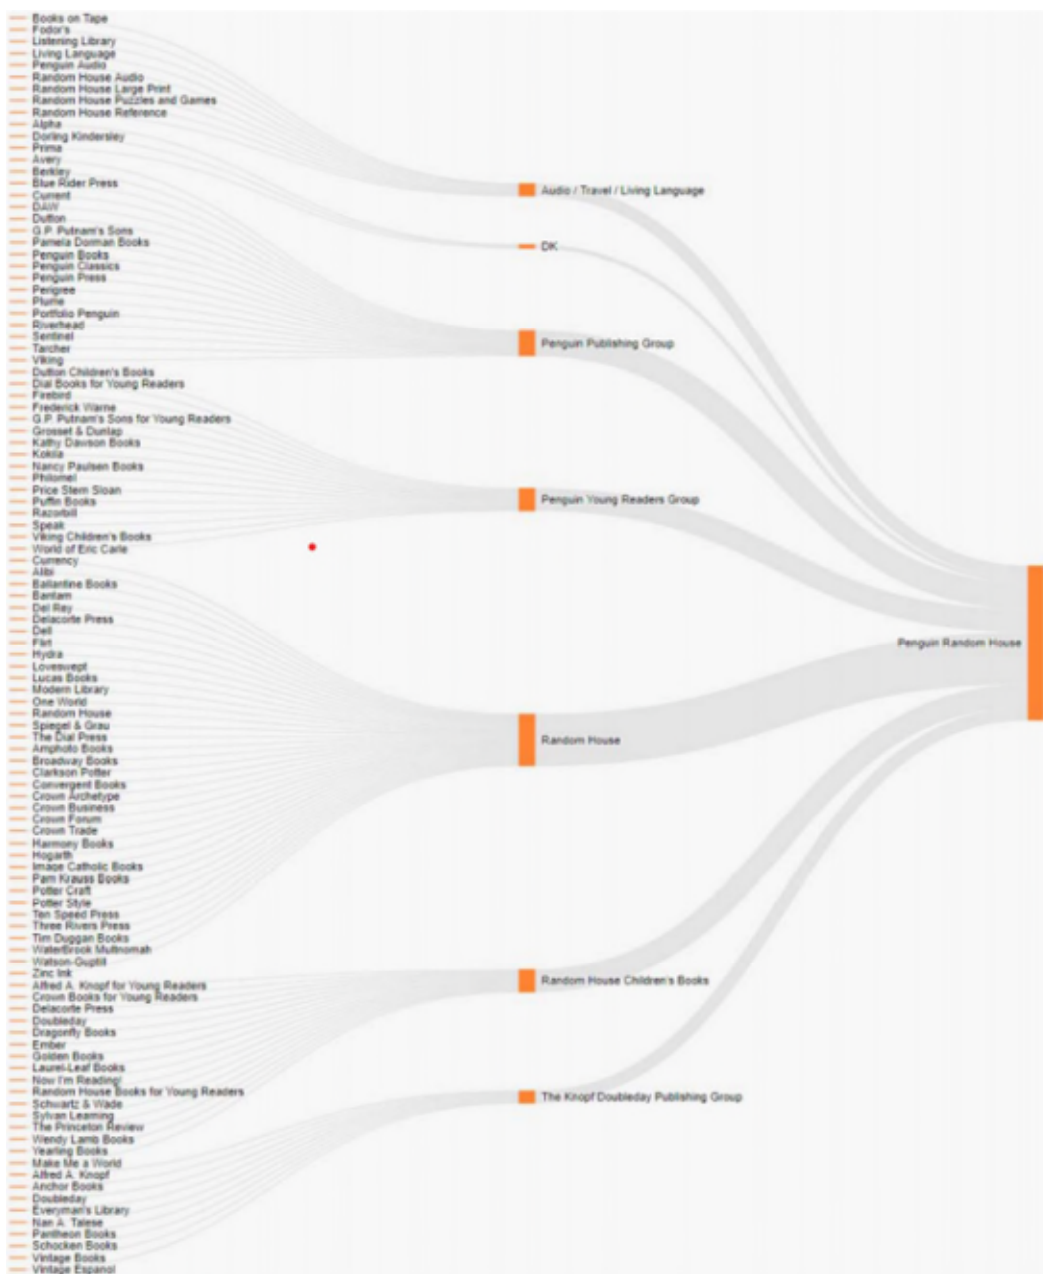 Books on Tape
Fodor's
Listening Library
Living Language
Penguin Audio
Random House Audio
Random House Large Print
Random House Puzzles and Games
Random House Reference
Alpha
Dorling Kindersley
Prima
Avery
Berkley
Blue Rider Press
Current
DAW
Dutton
G.P. Putnam's Sons
Pamela Dorman Books
Penguin Books
Penguin Classics
Penguin Press
Perigree
Plume
Portfolio Penguin
Riverhead
Sentinel
Tarcher
Viking
Dutton Children's Books
Dial Books for Young Readers
Firebird
Frederick Warne
G.P. Putnam's Sons for Young Readers
Grosset & Dunlap
Kathy Dawson Books
Kokila
Nancy Paulsen Books
Philomel
Price Stern Sloan
Puffin Books
Razorbill
Speak
Viking Children's Books
World of Eric Carle
Currency
Alibi
Ballantine Books
Bantam
Del Rey
Delacorte Press
Dell
Flirt
Hydra
Loveswept
Lucas Books
Modern Library
One World
Random House
Spiegel & Grau
The Dial Press
Amphoto Books
Broadway Books
Clarkson Potter
Convergent Books
Crown Archetype
Crown Business
Crown Forum
Crown Trade
Harmony Books
Hogarth
Image Catholic Books
Pam Krauss Books
Potter Craft
Potter Style
Ten Speed Press
Three Rivers Press
Tim Duggan Books
WaterBrook Multnomah
Watson-Guptill
Zinc Ink
Alfred A. Knopf for Young Readers
Crown Books for Young Readers
Delacorte Press
Doubleday
Dragonfly Books
Ember
Golden Books
Laurel-Leaf Books
Now I'm Reading!
Random House Books for Young Readers
Schwartz & Wade
Sylvan Learning
The Princeton Review
Wendy Lamb Books
Yearling Books
Make Me a World
Alfred A. Knopf
Anchor Books
Doubleday
Everyman's Library
Nan A. Talese
Pantheon Books
Schocken Books
Vintage Books
Vintage Espanol
Audio / Travel / Living Language
DK
Penguin Publishing Group
Penguin Young Readers Group
Random House
Random House Children's Books
The Knopf Doubleday Publishing Group
Penguin Random House